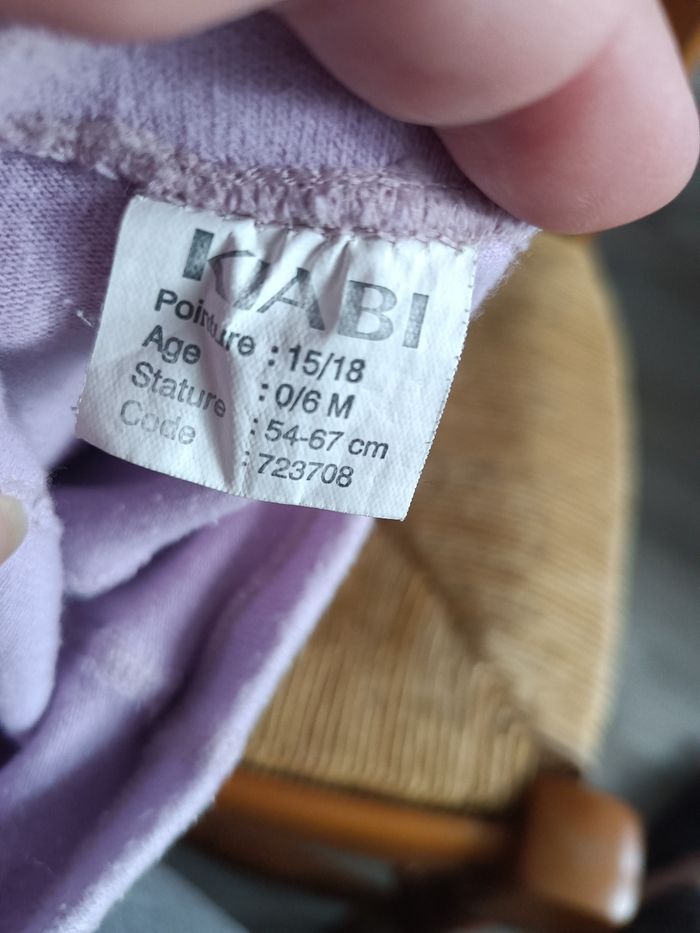 KIABI
Pointure : 15/18
Age : 0/6 M
Stature : 54-67 cm
Code : 723708